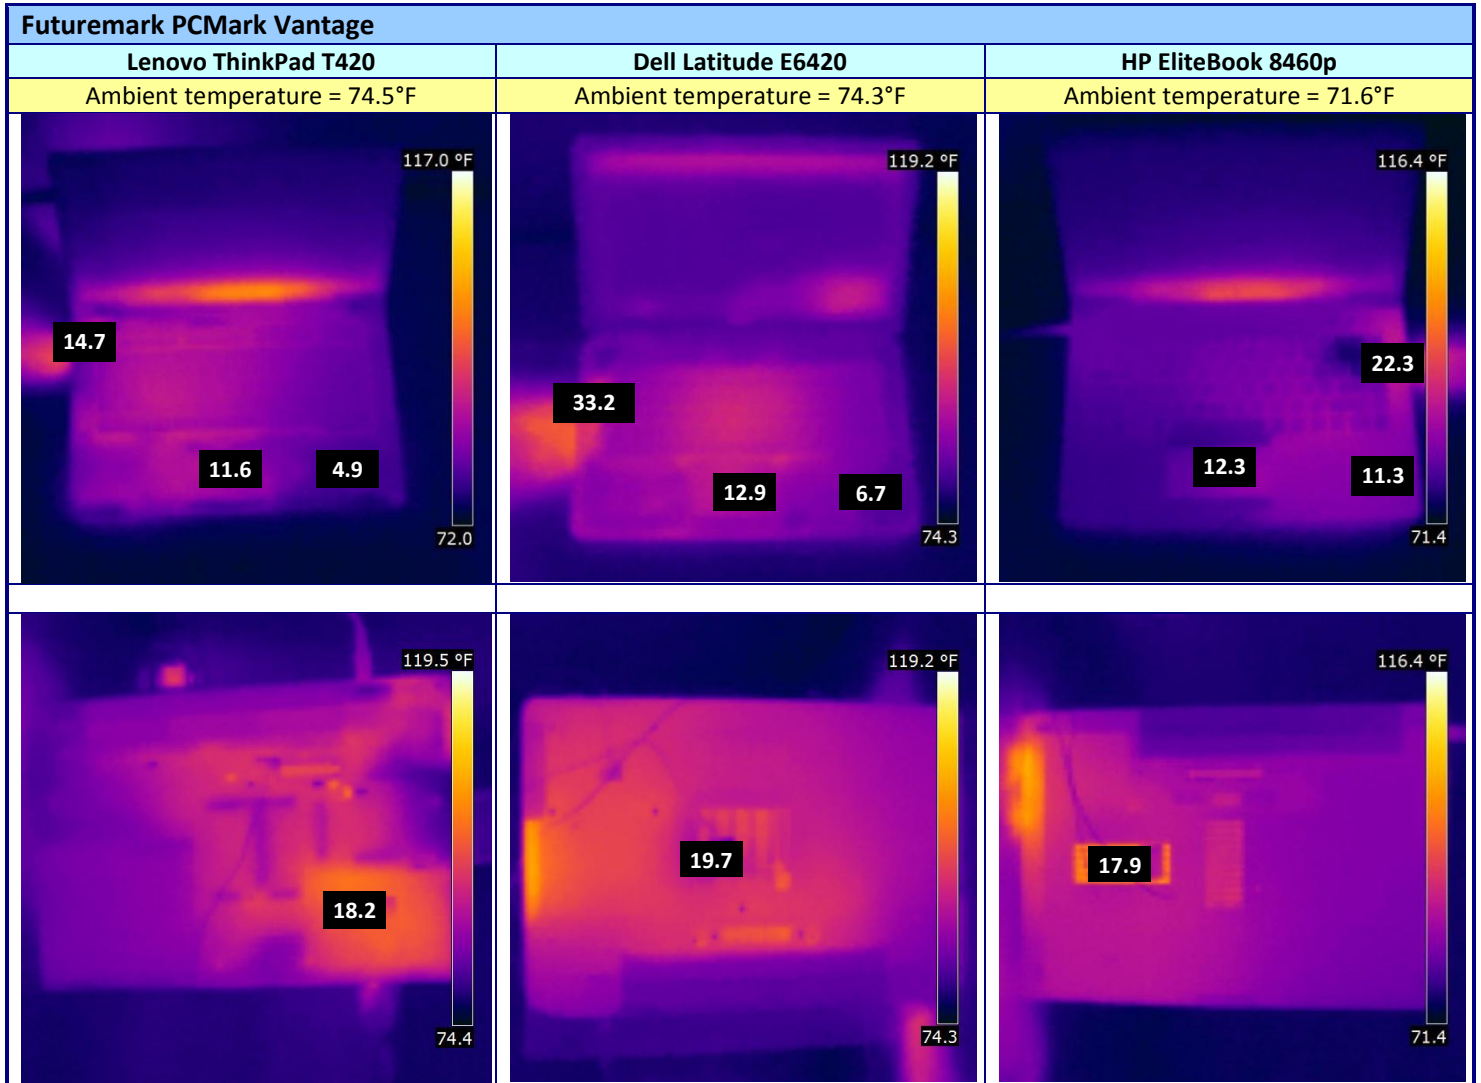 Futuremark PCMark Vantage
Lenovo ThinkPad T420
Dell Latitude E6420
HP EliteBook 8460p
Ambient temperature = 74.5°F
Ambient temperature = 74.3°F
Ambient temperature = 71.6°F
117.0 °F
14.7
11.6
4.9
72.0
119.2 °F
33.2
12.9
6.7
74.3
116.4 °F
22.3
12.3
11.3
71.4
119.5 °F
18.2
74.4
119.2 °F
19.7
74.3
116.4 °F
17.9
71.4